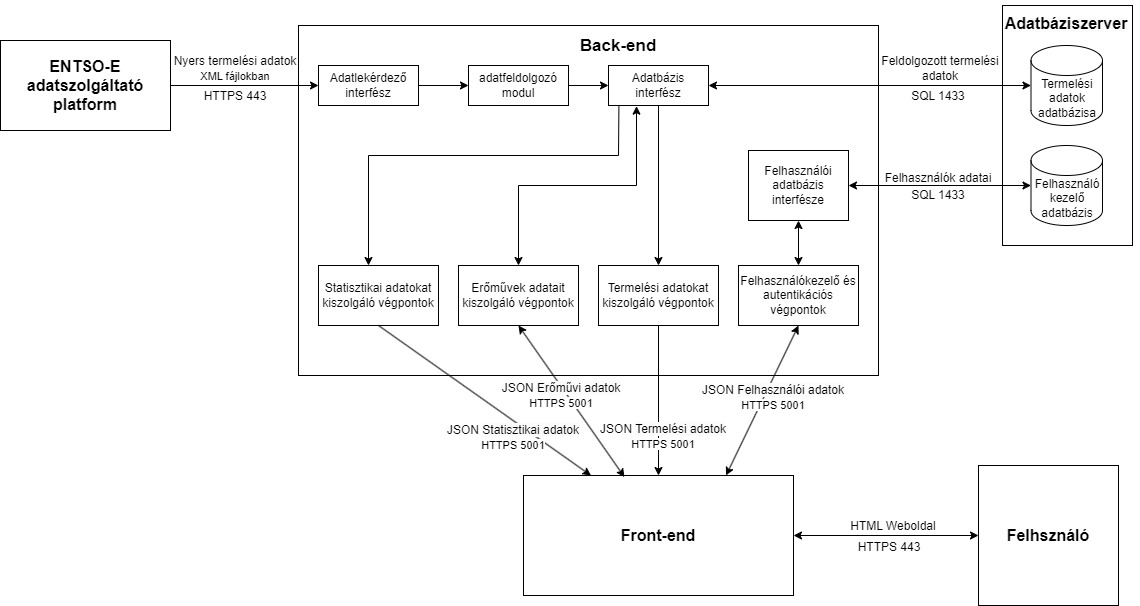 Adatbáziszerver
Back-end
ENTSO-E
adatszolgáltató
platform
Nyers termelési adatok
XML fájlokban
HTTPS 443
Adatlekérdező
interfész
adatfeldolgozó
modul
Adatbázis
interfész
Feldolgozott termelési
adatok
SQL 1433
Termelési
adatok
adatbázisa
Felhasználói
adatbázis
interfésze
Felhasználók adatai
SQL 1433
Felhasználó
kezelő
adatbázis
Statisztikai adatokat
kiszolgáló végpontok
Erőművek adatait
kiszolgáló végpontok
Termelési adatokat
kiszolgáló végpontok
Felhasználókezelő és
autentikációs
végpontok
JSON Erőművi adatok
HTTPS 5001
JSON Felhasználói adatok
HTTPS 5001
JSON Statisztikai adatok
HTTPS 5001
JSON Termelési adatok
HTTPS 5001
Front-end
HTML Weboldal
HTTPS 443
Felhsználó